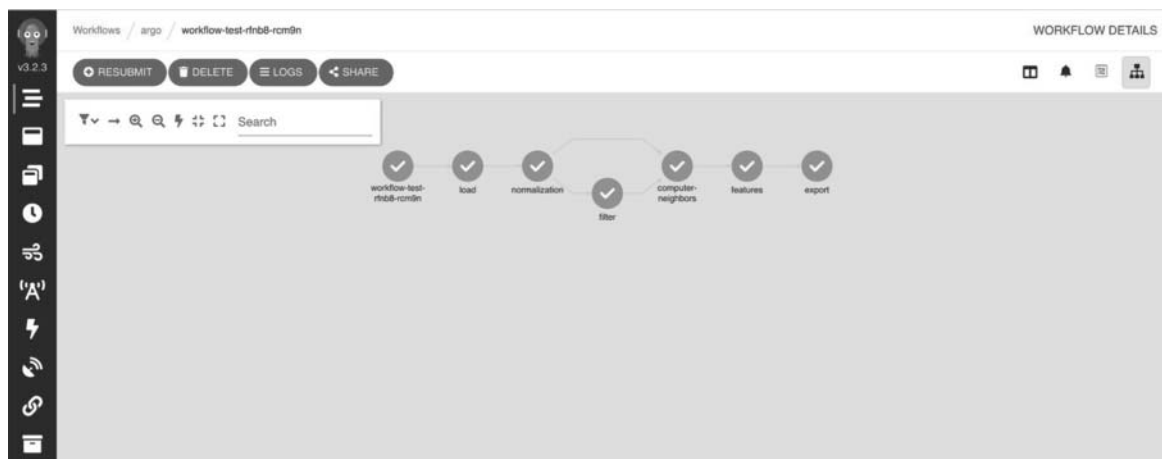 Workflows / argo / workflow-test-rfnb8-rcm9n
WORKFLOW DETAILS
v3.2.3
RESUBMIT DELETE LOGS SHARE
Search
workflow-test-
rfnb8-rcm9n
load
normalization
filter
computer-
neighbors
features
export